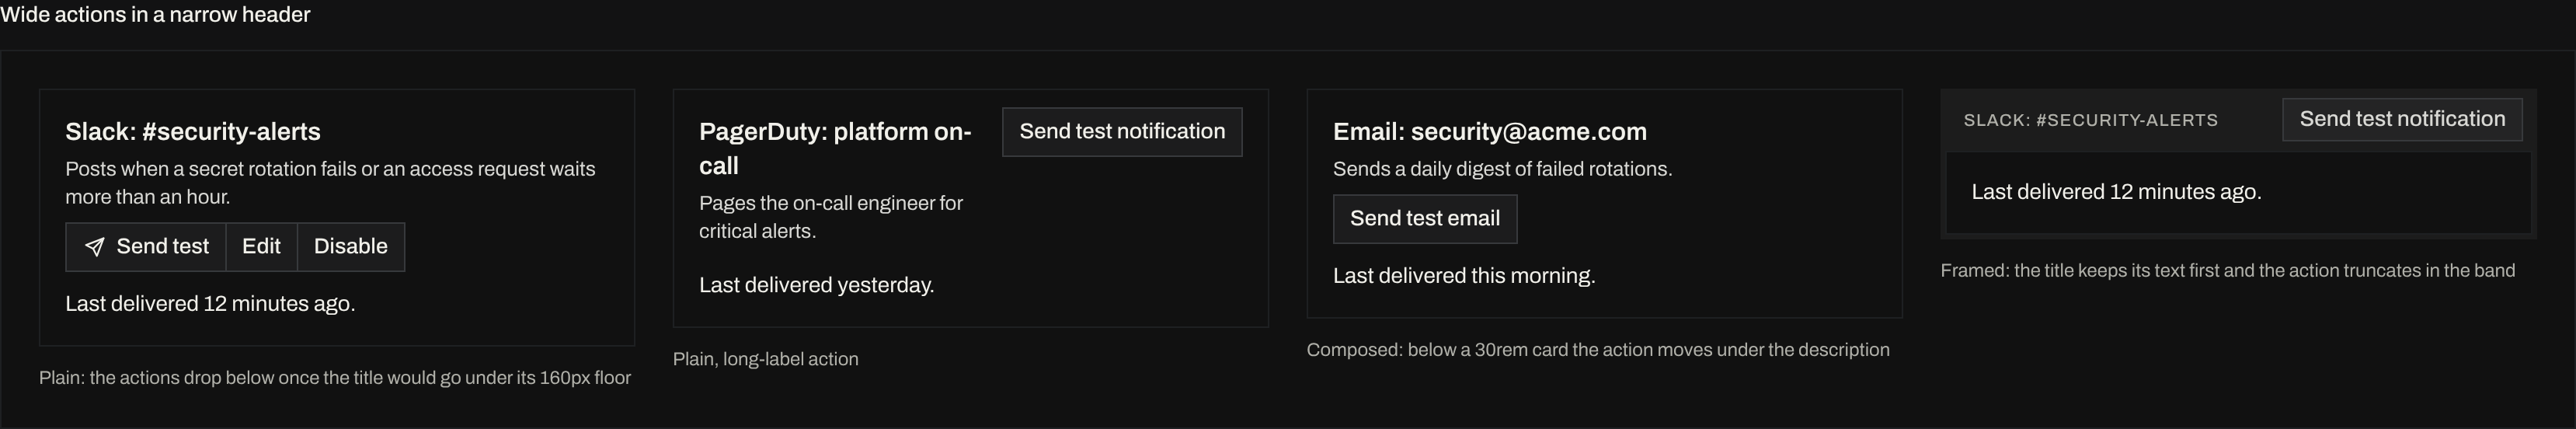 Wide actions in a narrow header
Slack: #security-alerts
Posts when a secret rotation fails or an access request waits
more than an hour.
Send test
Edit
Disable
Last delivered 12 minutes ago.
Plain: the actions drop below once the title would go under its 160px floor
PagerDuty: platform on-
call
Send test notification
Pages the on-call engineer for
critical alerts.
Last delivered yesterday.
Plain, long-label action
Email: security@acme.com
Sends a daily digest of failed rotations.
Send test email
Last delivered this morning.
Composed: below a 30rem card the action moves under the description
SLACK: #SECURITY-ALERTS
Send test notification
Last delivered 12 minutes ago.
Framed: the title keeps its text first and the action truncates in the band